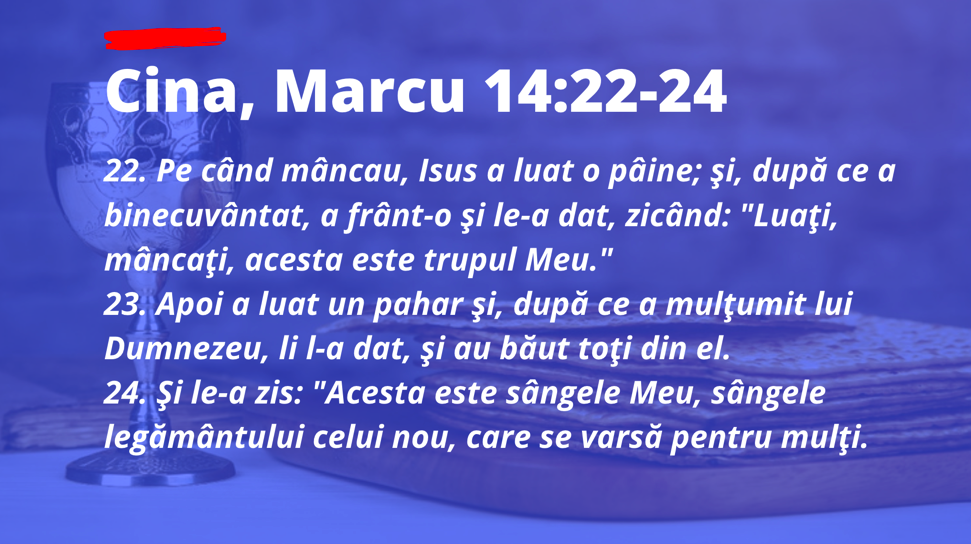 Cina, Marcu 14:22-24
22. Pe când mâncau, Isus a luat o pâine; şi, după ce a
binecuvântat, a frânt-o şi le-a dat, zicând: "Luaţi,
mâncaţi, acesta este trupul Meu."
23. Apoi a luat un pahar şi, după ce a mulţumit lui
Dumnezeu, li l-a dat, şi au băut toţi din el.
24. Şi le-a zis: "Acesta este sângele Meu, sângele
legământului celui nou, care se varsă pentru mulţi.